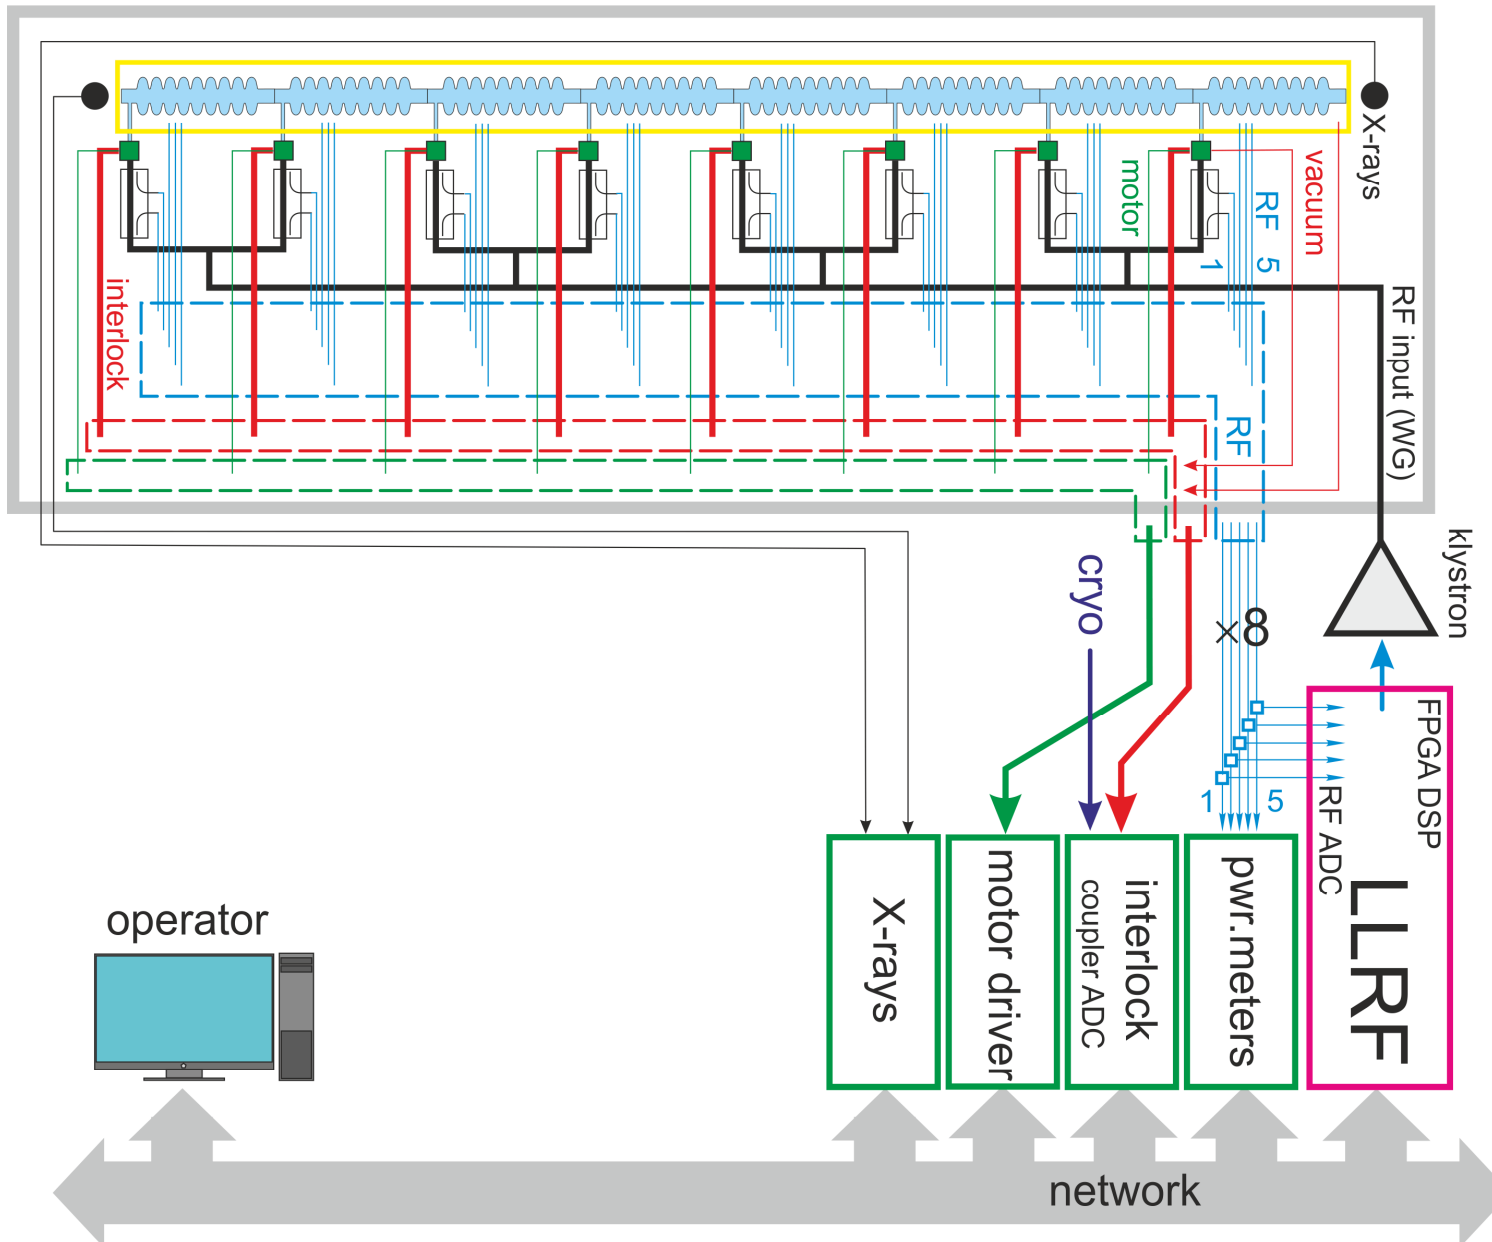 X-rays
vacuum
motor
RF
1 5
interlock
RF input (WG)
RF
klystron
cryo
×8
1 5
FPGA DSP
RF ADC
LLRF
pwr.meters
interlock
coupler ADC
motor driver
X-rays
operator
network